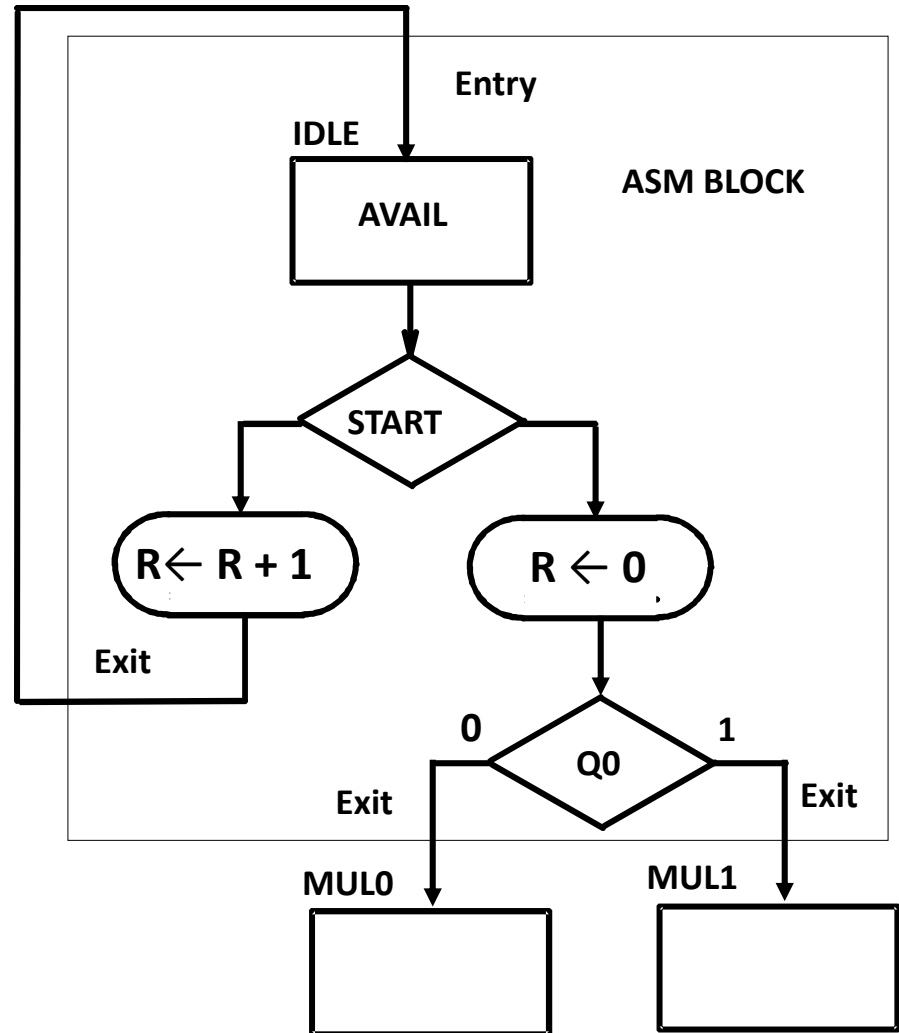 Entry
IDLE
ASM BLOCK
AVAIL
START
R← R + 1
R ← 0
Exit
0
1
Q0
Exit
Exit
MUL0
MUL1